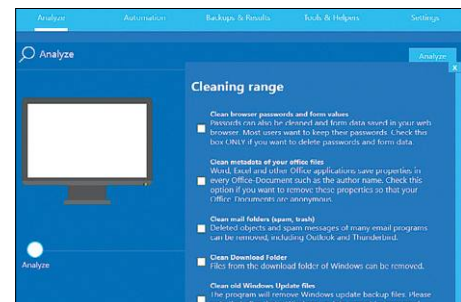 Analyze Automation Backups & Results Tools & Helpers Settings
Analyze
Analyze
x
Cleaning range
Clean browser passwords and form values
Passords can also be cleaned and form data saved in your web
browser. Most users want to keep their passwords. Check this
box ONLY if you want to delete passwords and form data.
Clean metadata of your office files
Word, Excel and other Office applications save properties in
every Office-Document such as the author name. Check this
option if you want to remove these properties so that your
Office Documents are anonymous.
Clean mail folders (spam, trash)
Deleted objects and spam messages of many email programs
can be removed, including Outlook and Thunderbird.
Clean Download Folder
Files from the download folder of Windows can be removed.
Clean old Windows Update files
The program will remove Windows update backup files. Please
Analyze